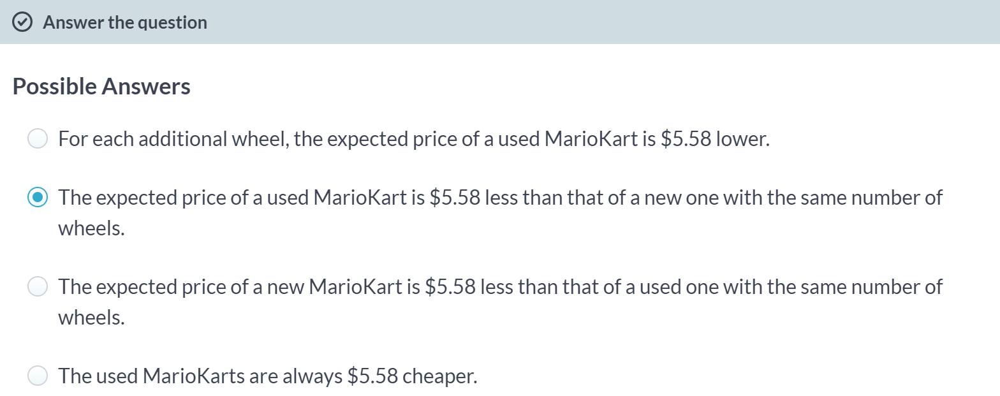 Answer the question
Possible Answers
For each additional wheel, the expected price of a used MarioKart is $5.58 lower.
The expected price of a used MarioKart is $5.58 less than that of a new one with the same number of
wheels.
The expected price of a new MarioKart is $5.58 less than that of a used one with the same number of
wheels.
The used MarioKarts are always $5.58 cheaper.